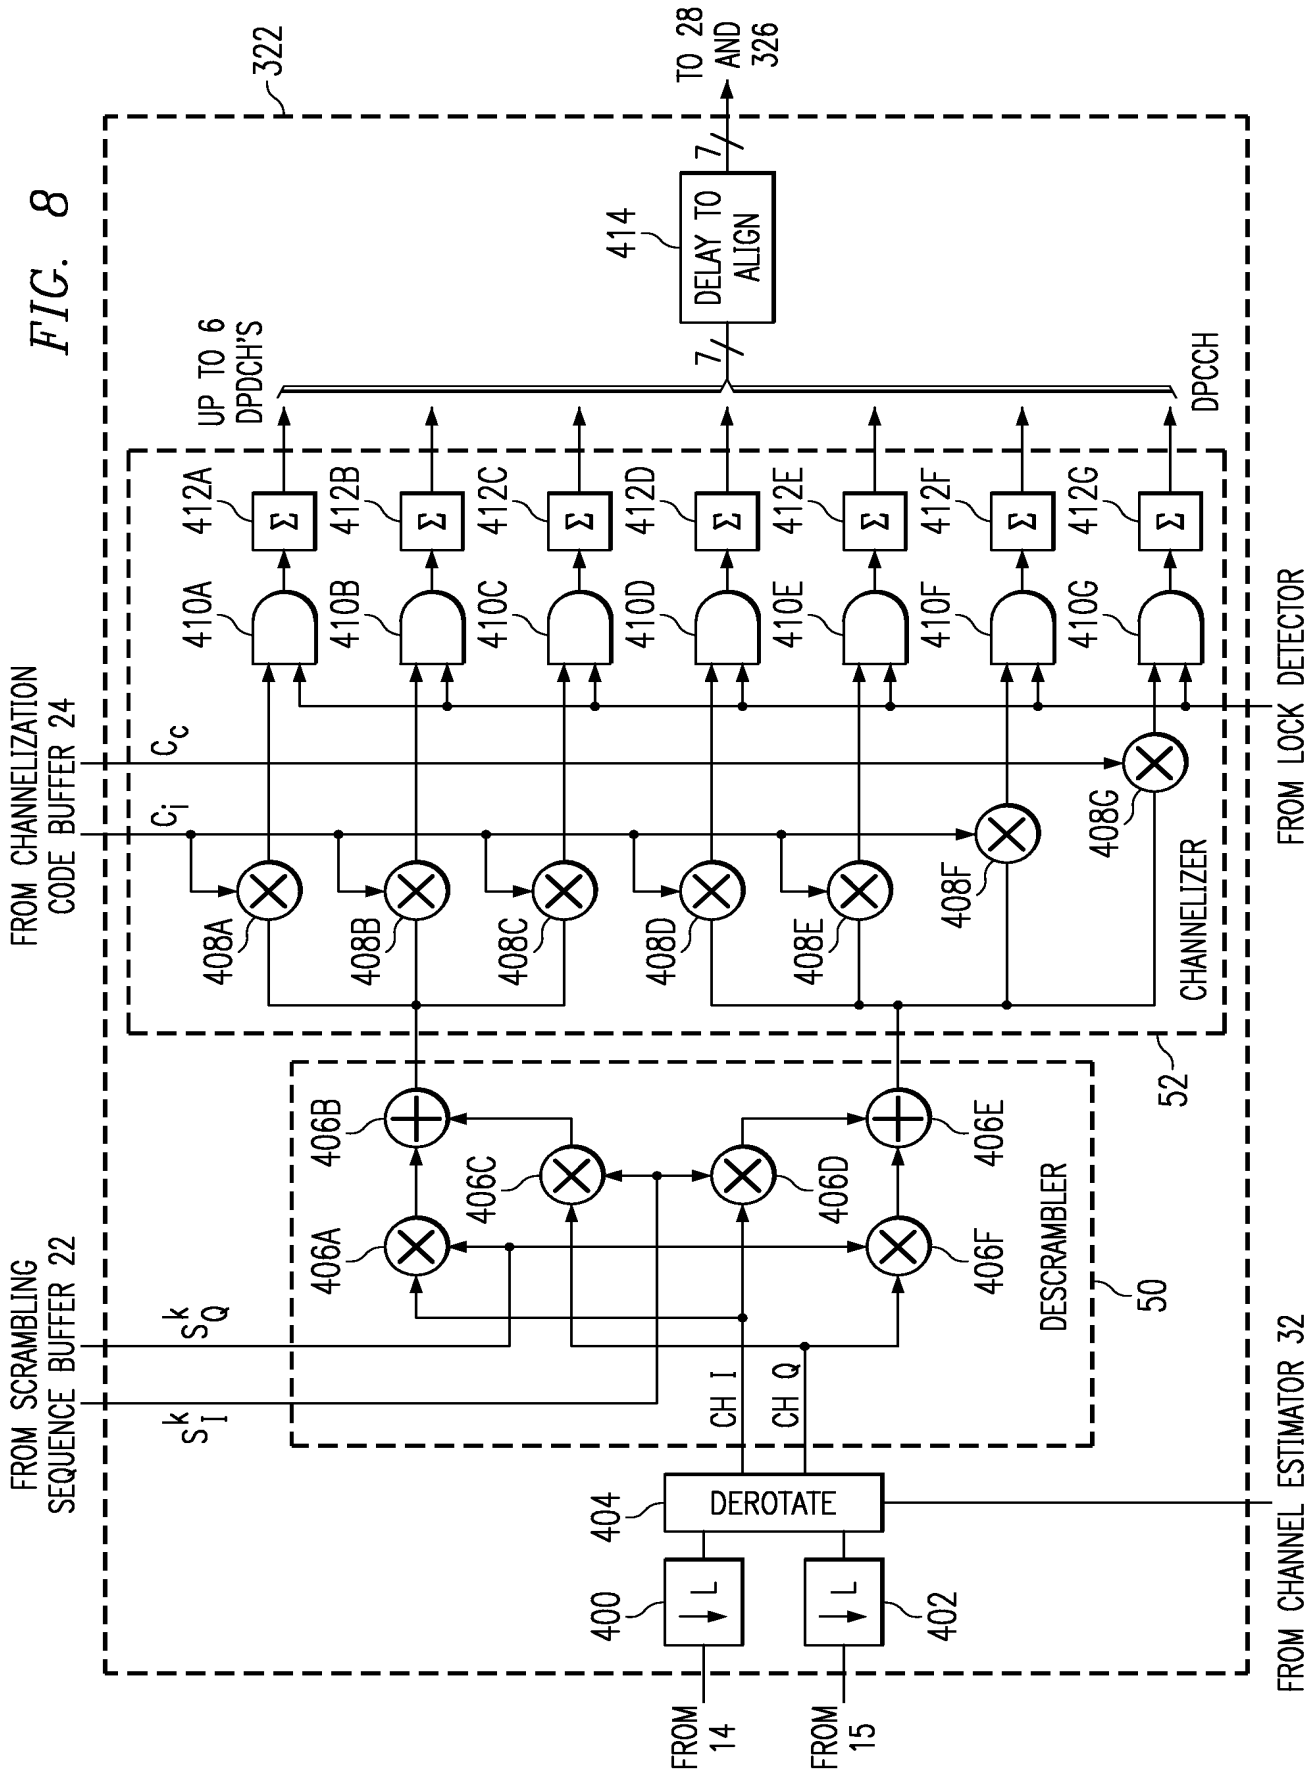 FIG. 8
322
TO 28
AND
326
FROM CHANNELIZATION
CODE BUFFER 24
FROM SCRAMBLING
SEQUENCE BUFFER 22
S^k_I
S^k_Q
C_i
C_c
UP TO 6
DPDCH'S
DPCCH
7
414
DELAY TO
ALIGN
7
412A
Σ
412B
Σ
412C
Σ
412D
Σ
412E
Σ
412F
Σ
412G
Σ
410A
410B
410C
410D
410E
410F
410G
408A
408B
408C
408D
408E
408F
408G
CHANNELIZER
52
406A
406B
406C
406D
406E
406F
DESCRAMBLER
50
CH I
CH Q
404
DEROTATE
400
L
402
L
FROM
14
FROM
15
FROM CHANNEL ESTIMATOR 32
FROM LOCK DETECTOR